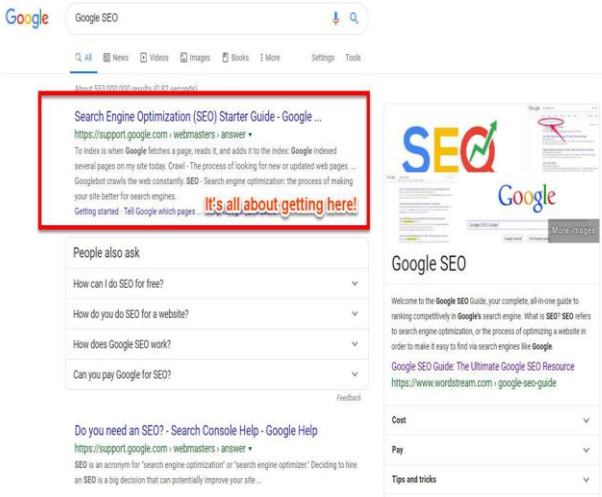 Google
Google SEO
All News Videos Images Books More Settings Tools
About 553,000,000 results (0.82 seconds)
Search Engine Optimization (SEO) Starter Guide - Google ...
https://support.google.com › webmasters › answer
To index is when Google fetches a page, reads it, and adds it to the index: Google indexed
several pages on my site today. Crawl - The process of looking for new or updated web pages. ...
Googlebot crawls the web constantly. SEO - Search engine optimization: the process of making
your site better for search engines.
Getting started · Tell Google which pages ...
It's all about getting here!
People also ask
How can I do SEO for free?
How do you do SEO for a website?
How does Google SEO work?
Can you pay Google for SEO?
Feedback
Do you need an SEO? - Search Console Help - Google Help
https://support.google.com › webmasters › answer
SEO is an acronym for "search engine optimization" or "search engine optimizer." Deciding to hire
an SEO is a big decision that can potentially improve your site ...
SEO
Google
Google
More images
Google SEO
Welcome to the Google SEO Guide, your complete, all-in-one guide to
ranking competitively in Google's search engine. What is SEO? SEO refers
to search engine optimization, or the process of optimizing a website in
order to make it easy to find via search engines like Google.
Google SEO Guide: The Ultimate Google SEO Resource
https://www.wordstream.com › google-seo-guide
Cost
Pay
Tips and tricks